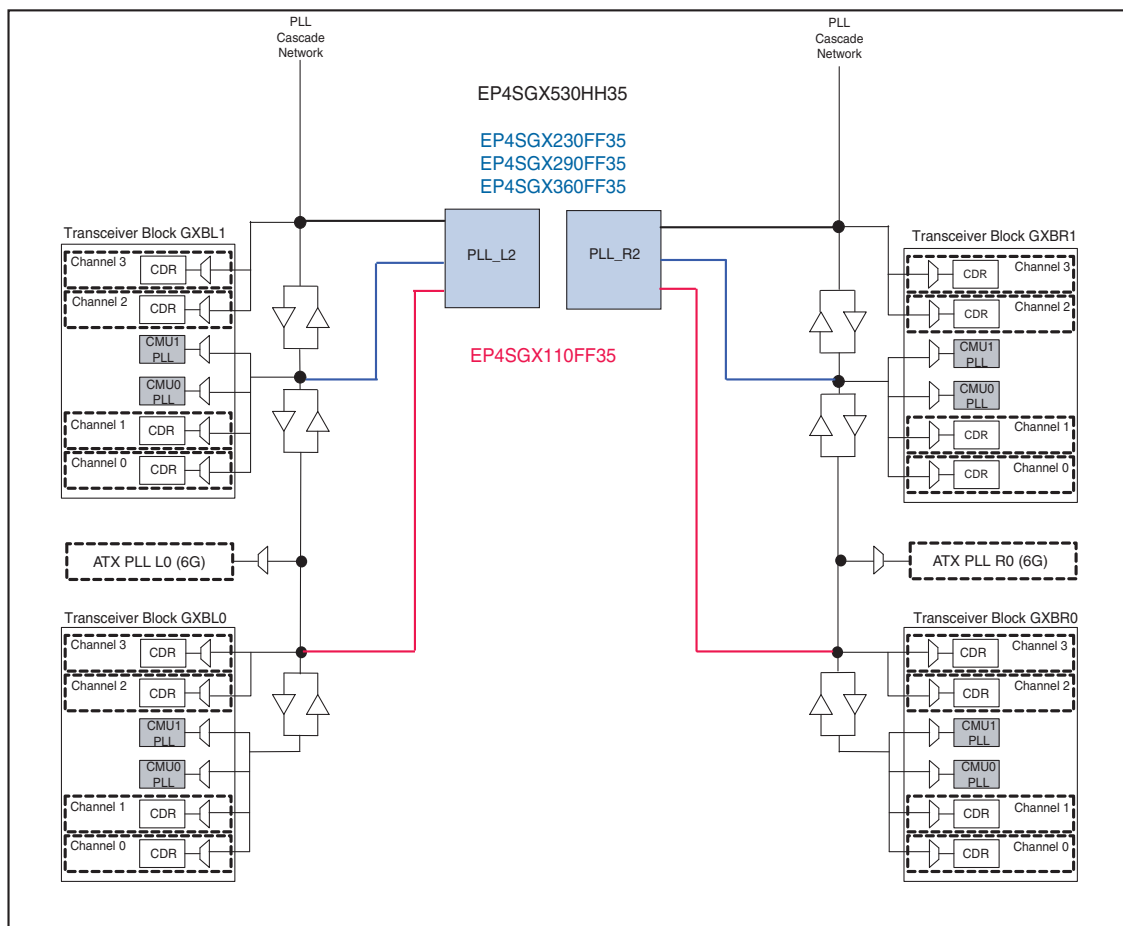 PLL
Cascade
Network
PLL
Cascade
Network
EP4SGX530HH35
EP4SGX230FF35
EP4SGX290FF35
EP4SGX360FF35
PLL_L2
PLL_R2
EP4SGX110FF35
Transceiver Block GXBL1
Channel 3
CDR
Channel 2
CDR
CMU1
PLL
CMU0
PLL
Channel 1
CDR
Channel 0
CDR
ATX PLL L0 (6G)
Transceiver Block GXBL0
Channel 3
CDR
Channel 2
CDR
CMU1
PLL
CMU0
PLL
Channel 1
CDR
Channel 0
CDR
Transceiver Block GXBR1
Channel 3
CDR
Channel 2
CDR
CMU1
PLL
CMU0
PLL
Channel 1
CDR
Channel 0
CDR
ATX PLL R0 (6G)
Transceiver Block GXBR0
Channel 3
CDR
Channel 2
CDR
CMU1
PLL
CMU0
PLL
Channel 1
CDR
Channel 0
CDR